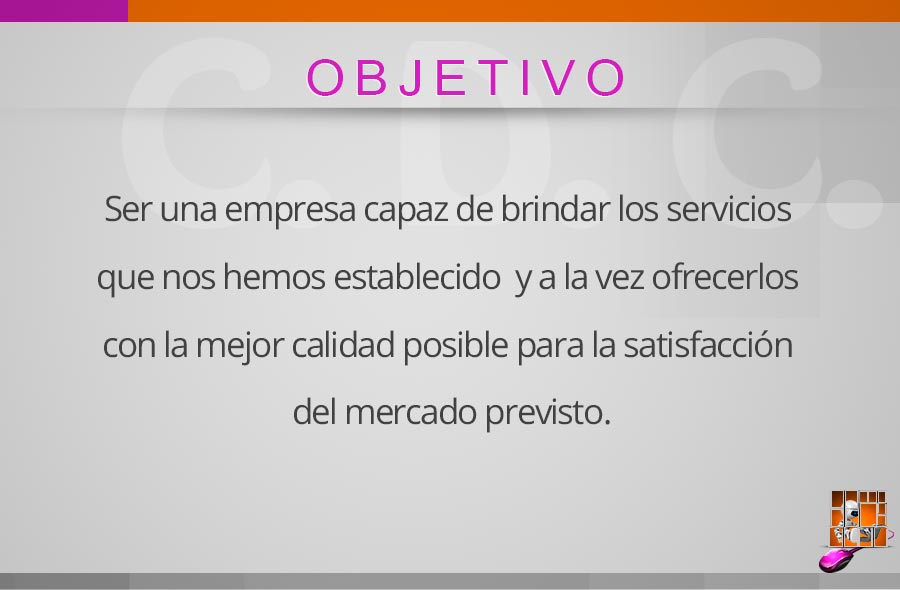 C. D. C.
OBJETIVO
Ser una empresa capaz de brindar los servicios
que nos hemos establecido y a la vez ofrecerlos
con la mejor calidad posible para la satisfacción
del mercado previsto.